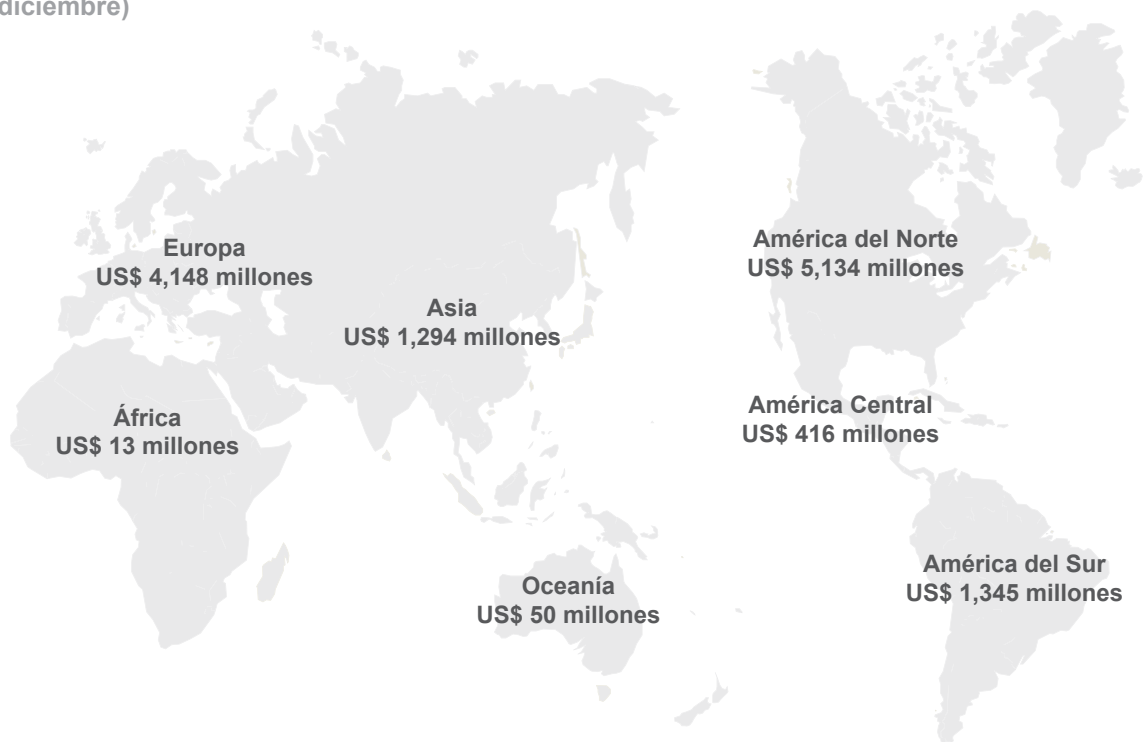 diciembre)
Europa
US$ 4,148 millones
América del Norte
US$ 5,134 millones
Asia
US$ 1,294 millones
América Central
US$ 416 millones
África
US$ 13 millones
América del Sur
US$ 1,345 millones
Oceanía
US$ 50 millones